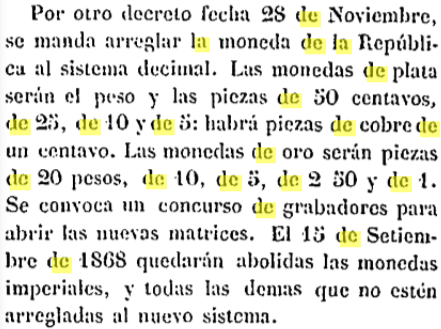 Por otro decreto fecha 28 de Noviembre,
se manda arreglar la moneda de la Repúbli-
ca al sistema decimal. Las monedas de plata
serán el peso y las piezas de 50 centavos,
de 25, de 10 y de 5: habrá piezas de cobre de
un centavo. Las monedas de oro serán piezas
de 20 pesos, de 10, de 5, de 2 50 y de 1.
Se convoca un concurso de grabadores para
abrir las nuevas matrices. El 15 de Setiem-
bre de 1868 quedarán abolidas las monedas
imperiales, y todas las demas que no estén
arregladas al nuevo sistema.